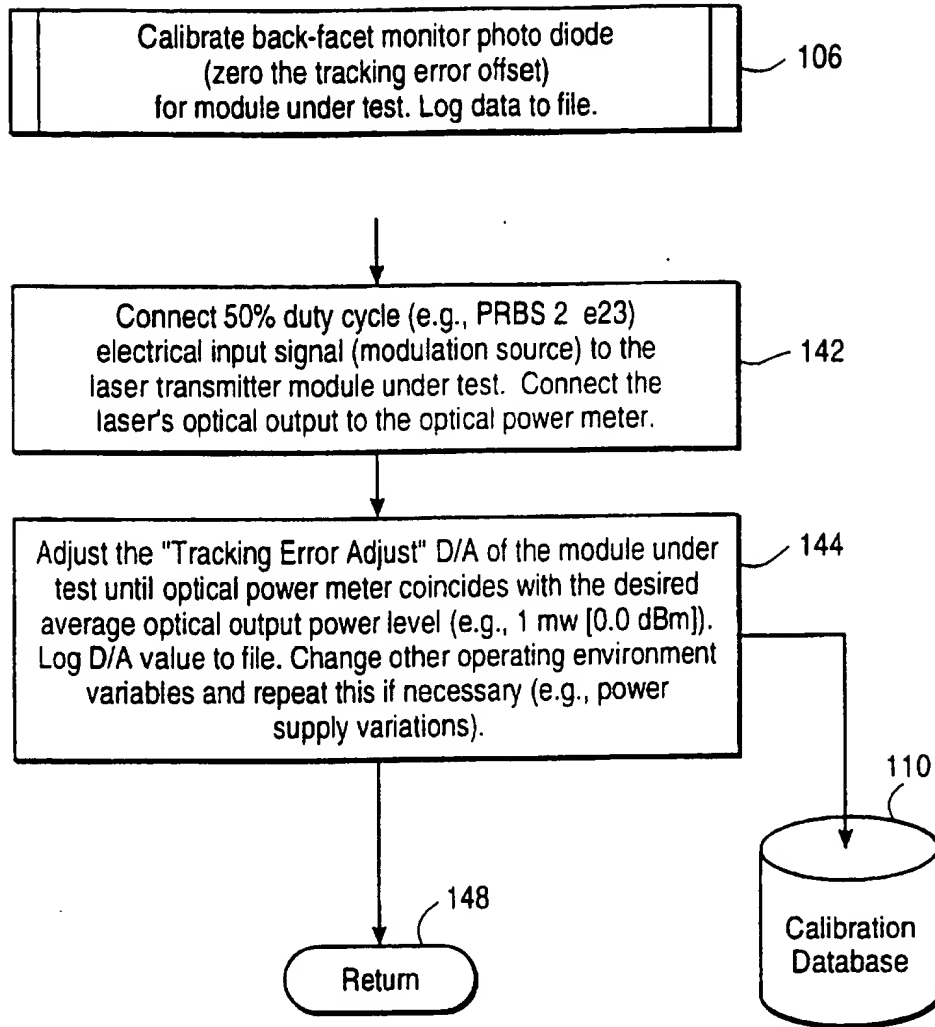 Calibrate back-facet monitor photo diode
(zero the tracking error offset)
for module under test. Log data to file.
106
Connect 50% duty cycle (e.g., PRBS 2 e23)
electrical input signal (modulation source) to the
laser transmitter module under test. Connect the
laser's optical output to the optical power meter.
142
Adjust the "Tracking Error Adjust" D/A of the module under
test until optical power meter coincides with the desired
average optical output power level (e.g., 1 mw [0.0 dBm]).
Log D/A value to file. Change other operating environment
variables and repeat this if necessary (e.g., power
supply variations).
144
110
Calibration
Database
148
Return